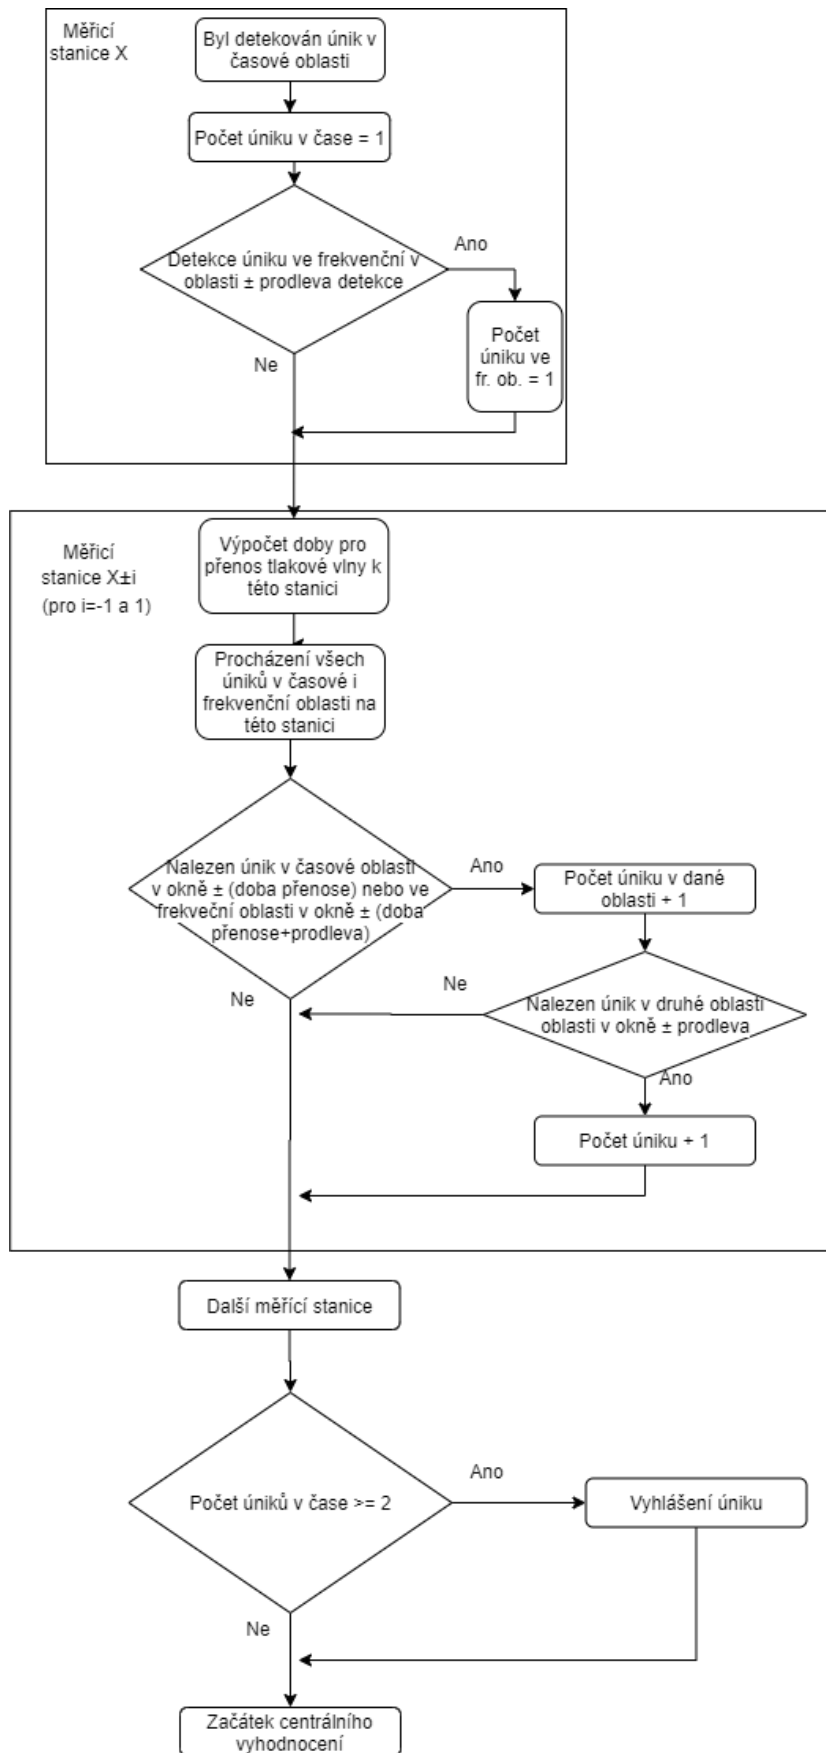 Měřicí
stanice X
Byl detekován únik v
časové oblasti
Počet úniku v čase = 1
Detekce úniku ve frekvenční v
oblasti ± prodleva detekce
Ano
Ne
Počet
úniku ve
fr. ob. = 1
Měřicí
stanice X±i
(pro i=-1 a 1)
Výpočet doby pro
přenos tlakové vlny k
této stanici
Procházení všech
úniků v časové i
frekvenční oblasti na
této stanici
Nalezen únik v časové oblasti
v okně ± (doba přenose) nebo ve
frekveční oblasti v okně ± (doba
přenose+prodleva)
Ano
Ne
Počet úniku v dané
oblasti + 1
Ne
Nalezen únik v druhé oblasti
oblasti v okně ± prodleva
Ano
Počet úniku + 1
Další měřící stanice
Počet úniků v čase >= 2
Ano
Vyhlášení úniku
Ne
Začátek centrálního
vyhodnocení